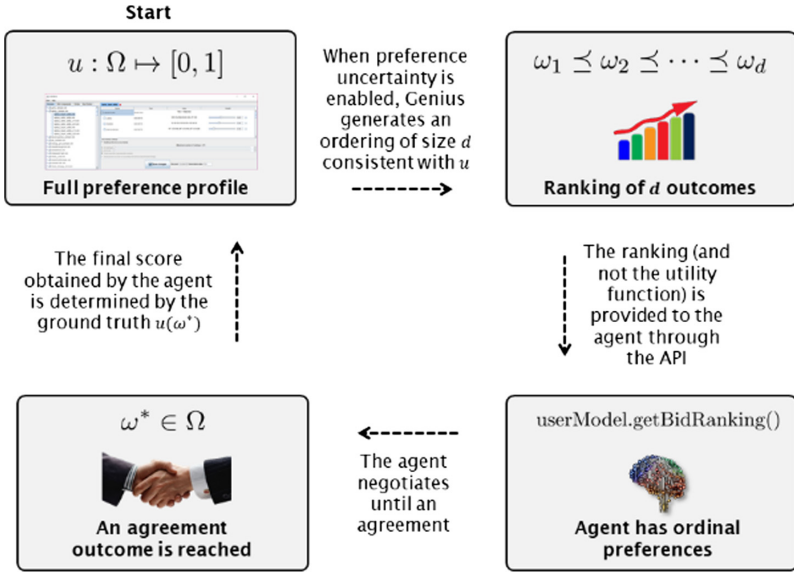 Start
u : Ω ↦ [0, 1]
Full preference profile
When preference
uncertainty is
enabled, Genius
generates an
ordering of size d
consistent with u
ω₁ ⪯ ω₂ ⪯ ⋯ ⪯ ω_d
Ranking of d outcomes
The ranking (and
not the utility
function) is
provided to the
agent through
the API
userModel.getBidRanking()
Agent has ordinal
preferences
The agent
negotiates
until an
agreement
ω* ∈ Ω
An agreement
outcome is reached
The final score
obtained by the agent
is determined by the
ground truth u(ω*)